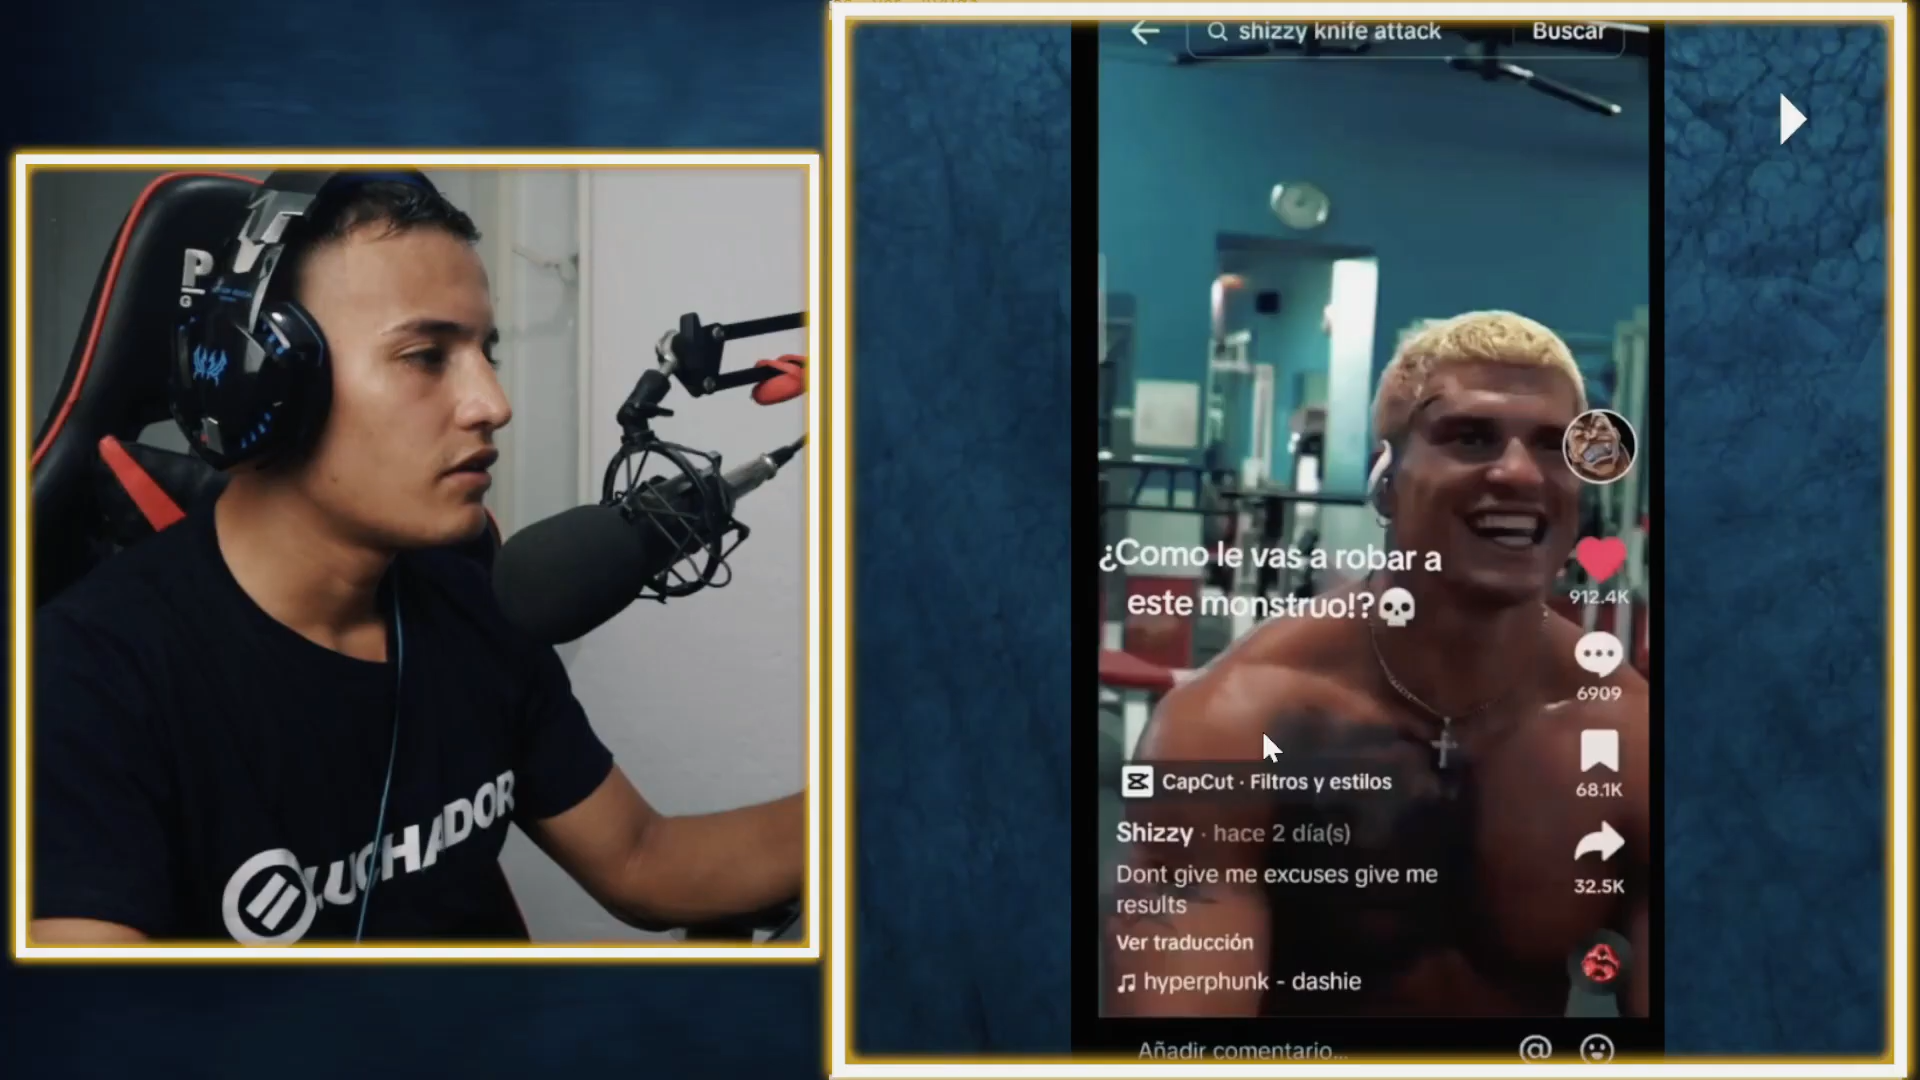 P
G
LUCHADOR
shizzy knife attack
Buscar
¿Como le vas a robar a
este monstruo!?💀
912.4K
6909
68.1K
32.5K
CapCut · Filtros y estilos
Shizzy · hace 2 día(s)
Dont give me excuses give me
results
Ver traducción
hyperphunk - dashie
Añadir comentario...